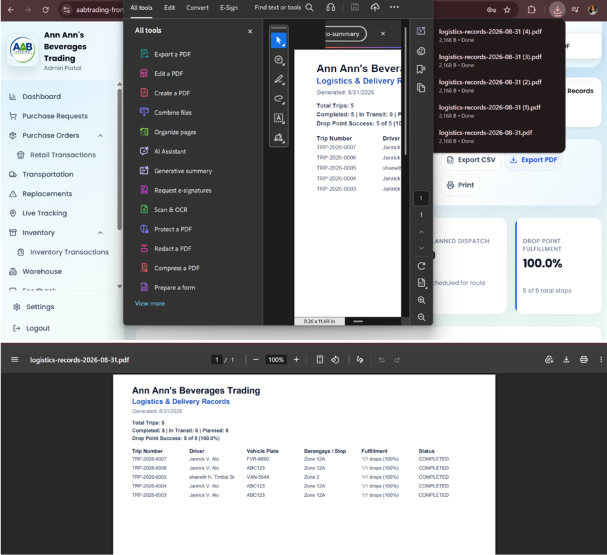 aabtrading-fron
All tools
Edit
Convert
E-Sign
Find text or tools
Ann Ann's
Beverages
Trading
Admin Portal
AAB
Dashboard
Purchase Requests
Purchase Orders
Retail Transactions
Transportation
Replacements
Live Tracking
Inventory
Inventory Transactions
Warehouse
Settings
Logout
All tools
Export a PDF
Edit a PDF
Create a PDF
Combine files
Organize pages
AI Assistant
Generative summary
Request e-signatures
Scan & OCR
Protect a PDF
Redact a PDF
Compress a PDF
Prepare a form
View more
o-summary
Ann Ann's Bevera
Logistics & Delivery R
Generated: 8/31/2026
Total Trips: 5
Completed: 5 | In Transit: 0 | P
Drop Point Success: 5 of 5 (10
Trip Number Driver
TRP-2026-0007 Janrick
TRP-2026-0006 Janrick
TRP-2026-0005 shaneth
TRP-2026-0004 Janrick
TRP-2026-0003 Janrick
8.26 x 11.69 in
1
1
logistics-records-2026-08-31 (4).pdf
2,168 B • Done
logistics-records-2026-08-31 (3).pdf
2,168 B • Done
logistics-records-2026-08-31 (2).pdf
2,168 B • Done
logistics-records-2026-08-31 (1).pdf
2,168 B • Done
logistics-records-2026-08-31.pdf
2,168 B • Done
Records
Export CSV
Export PDF
Print
ANNED DISPATCH
cheduled for route
DROP POINT
FULFILLMENT
100.0%
5 of 5 total stops
logistics-records-2026-08-31.pdf
1 / 1
100%
Ann Ann's Beverages Trading
Logistics & Delivery Records
Generated: 8/31/2026
Total Trips: 5
Completed: 5 | In Transit: 0 | Planned: 0
Drop Point Success: 5 of 5 (100.0%)
Trip Number Driver Vehicle Plate Barangays / Stop Fulfillment Status
TRP-2026-0007 Janrick V. Alo FVR-8890 Zone 12A 1/1 drops (100%) COMPLETED
TRP-2026-0006 Janrick V. Alo ABC123 Zone 12A 1/1 drops (100%) COMPLETED
TRP-2026-0005 shaneth H. Timbal Sr VAN-5544 Zone 2 1/1 drops (100%) COMPLETED
TRP-2026-0004 Janrick V. Alo ABC123 Zone 12A 1/1 drops (100%) COMPLETED
TRP-2026-0003 Janrick V. Alo ABC123 Zone 12A 1/1 drops (100%) COMPLETED